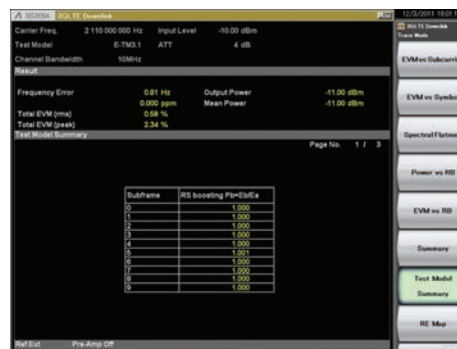 MS269xA 3GLTE Downlink
12/3/2011 18:01
Carrier Freq. 2 110 000 000 Hz Input Level -10.00 dBm
3GLTE Downlink
Trace Mode
Test Model E-TM3.1 ATT 4 dB
Channel Bandwidth 10MHz
EVM vs Subcarri
Result
Frequency Error 0.81 Hz Output Power -11.00 dBm
0.000 ppm Mean Power -11.00 dBm
EVM vs Symbo
Total EVM (rms) 0.58 %
Total EVM (peak) 2.34 %
Test Model Summary
Spectral Flatne
Page No. 1 / 3
Power vs RB
Subframe RS boosting Pb=Eb/Ea
0 1.000
1 1.000
2 1.000
3 1.000
4 1.000
5 1.001
6 1.000
7 1.000
8 1.000
9 1.000
EVM vs RB
Summary
Test Model
Summary
RE Map
Ref.Ext Pre-Amp Off